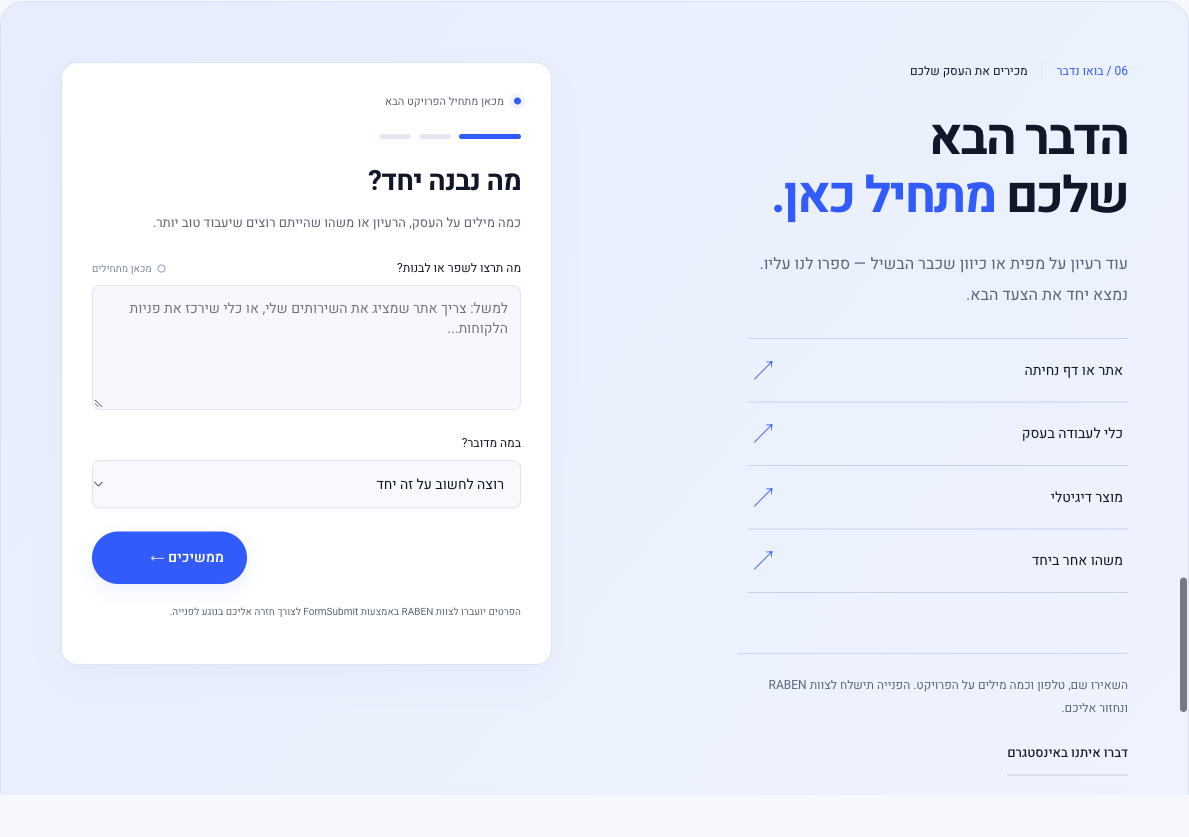 06 / בואו נדבר
מכירים את העסק שלכם
הדבר הבא
שלכם מתחיל כאן.
עוד רעיון על מפית או כיוון שכבר הבשיל — ספרו לנו עליו.
נמצא יחד את הצעד הבא.
אתר או דף נחיתה
כלי לעבודה בעסק
מוצר דיגיטלי
משהו אחר ביחד
השאירו שם, טלפון וכמה מילים על הפרויקט. הפנייה תישלח לצוות RABEN
ונחזור אליכם.
דברו איתנו באינסטגרם
מכאן מתחיל הפרויקט הבא
מה נבנה יחד?
כמה מילים על העסק, הרעיון או משהו שהייתם רוצים שיעבוד טוב יותר.
מה תרצו לשפר או לבנות?
מכאן מתחילים
למשל: צריך אתר שמציג את השירותים שלי, או כלי שירכז את פניות
הלקוחות...
במה מדובר?
רוצה לחשוב על זה יחד
ממשיכים ←
הפרטים יועברו לצוות RABEN באמצעות FormSubmit לצורך חזרה אליכם בנוגע לפנייה.